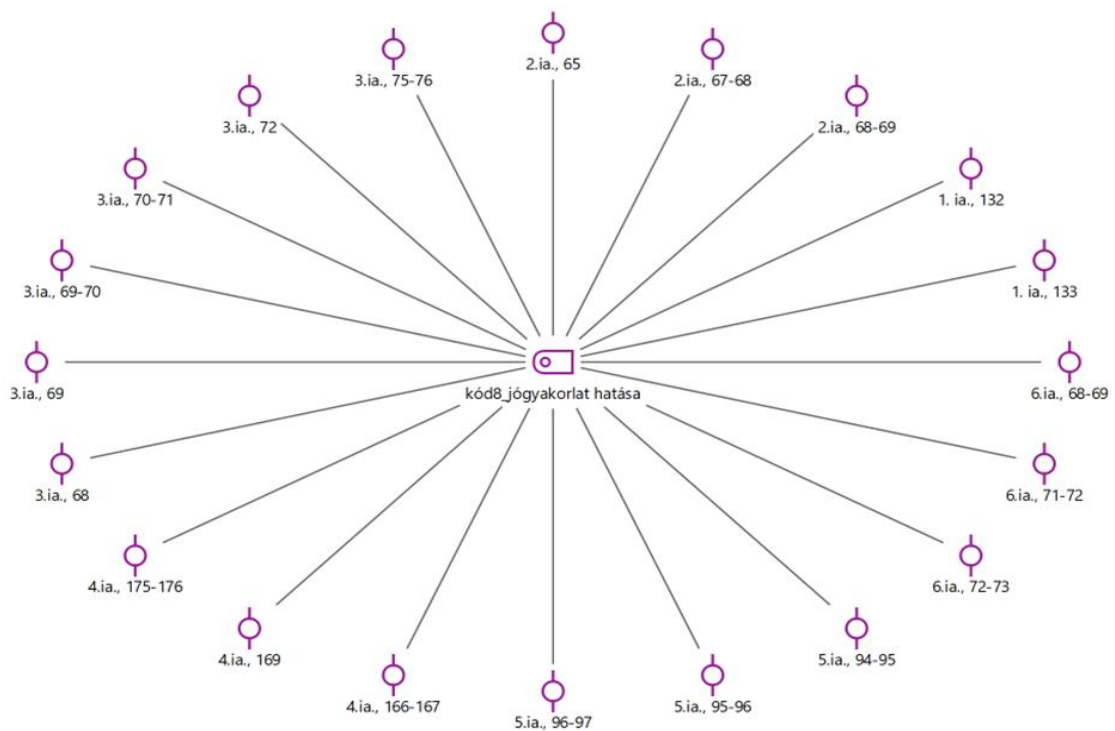 2.ia., 65
3.ia., 75-76
2.ia., 67-68
3.ia., 72
2.ia., 68-69
3.ia., 70-71
1. ia., 132
3.ia., 69-70
1. ia., 133
3.ia., 69
kód8_jógyakorlat hatása
6.ia., 68-69
3.ia., 68
6.ia., 71-72
4.ia., 175-176
6.ia., 72-73
4.ia., 169
5.ia., 94-95
4.ia., 166-167
5.ia., 95-96
5.ia., 96-97